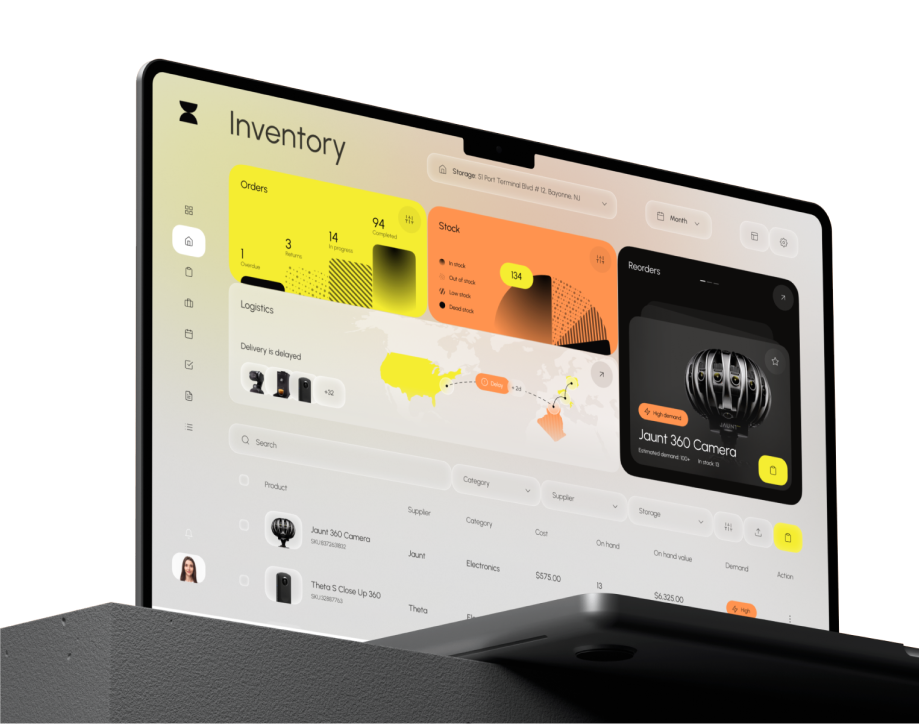 Inventory
Storage: 51 Port Terminal Blvd # 12, Bayonne, NJ
Month
Orders
1
Overdue
3
Returns
14
In progress
94
Completed
Stock
In stock
Out of stock
Low stock
Dead stock
134
Reorders
High demand
Jaunt 360 Camera
Estimated demand: 100+ In stock: 13
Logistics
Delivery is delayed
+32
Delay
+ 2d
Search
Category
Supplier
Storage
Product
Supplier
Category
Cost
On hand
On hand value
Demand
Action
Jaunt 360 Camera
Jaunt
Electronics
$575.00
13
$6,325.00
High
Theta S Close Up 360
Theta